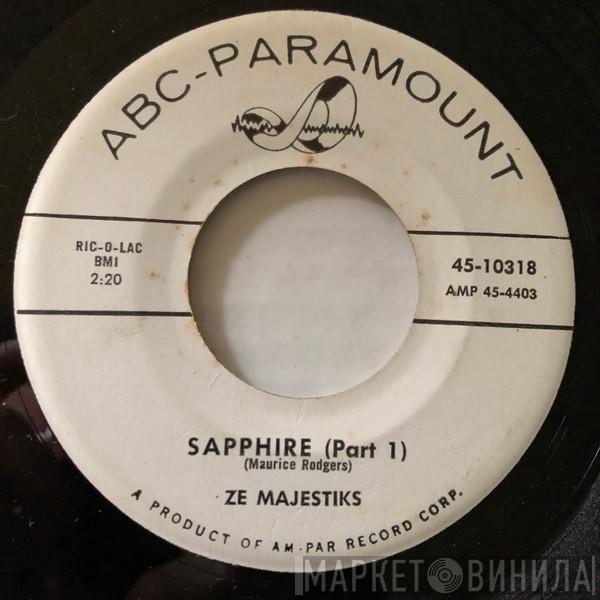 ABC-PARAMOUNT
RIC-O-LAC
BMI
2:20
45-10318
AMP 45-4403
SAPPHIRE (Part 1)
(Maurice Rodgers)
ZE MAJESTIKS
A PRODUCT OF AM-PAR RECORD CORP.
МАРКЕТ ВИНИЛА